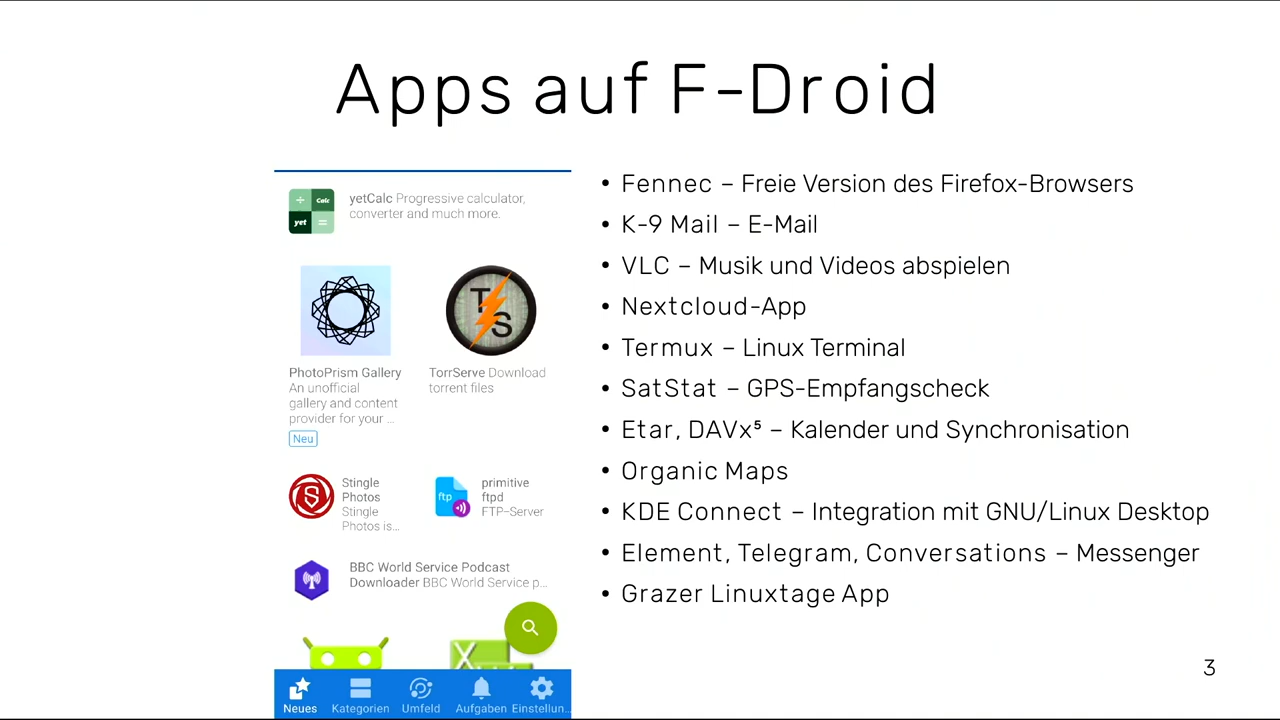 Apps auf F-Droid
yetCalc Progressive calculator,
converter and much more.
÷ Calc
yet =
T
S
PhotoPrism Gallery
An unofficial
gallery and content
provider for your ...
Neu
TorrServe Download
torrent files
S
Stingle
Photos
Stingle
Photos is...
ftp
primitive
ftpd
FTP-Server
BBC World Service Podcast
Downloader BBC World Service p...
X
Neues Kategorien Umfeld Aufgaben Einstellun...
• Fennec – Freie Version des Firefox-Browsers
• K-9 Mail – E-Mail
• VLC – Musik und Videos abspielen
• Nextcloud-App
• Termux – Linux Terminal
• SatStat – GPS-Empfangscheck
• Etar, DAVx⁵ – Kalender und Synchronisation
• Organic Maps
• KDE Connect – Integration mit GNU/Linux Desktop
• Element, Telegram, Conversations – Messenger
• Grazer Linuxtage App
3